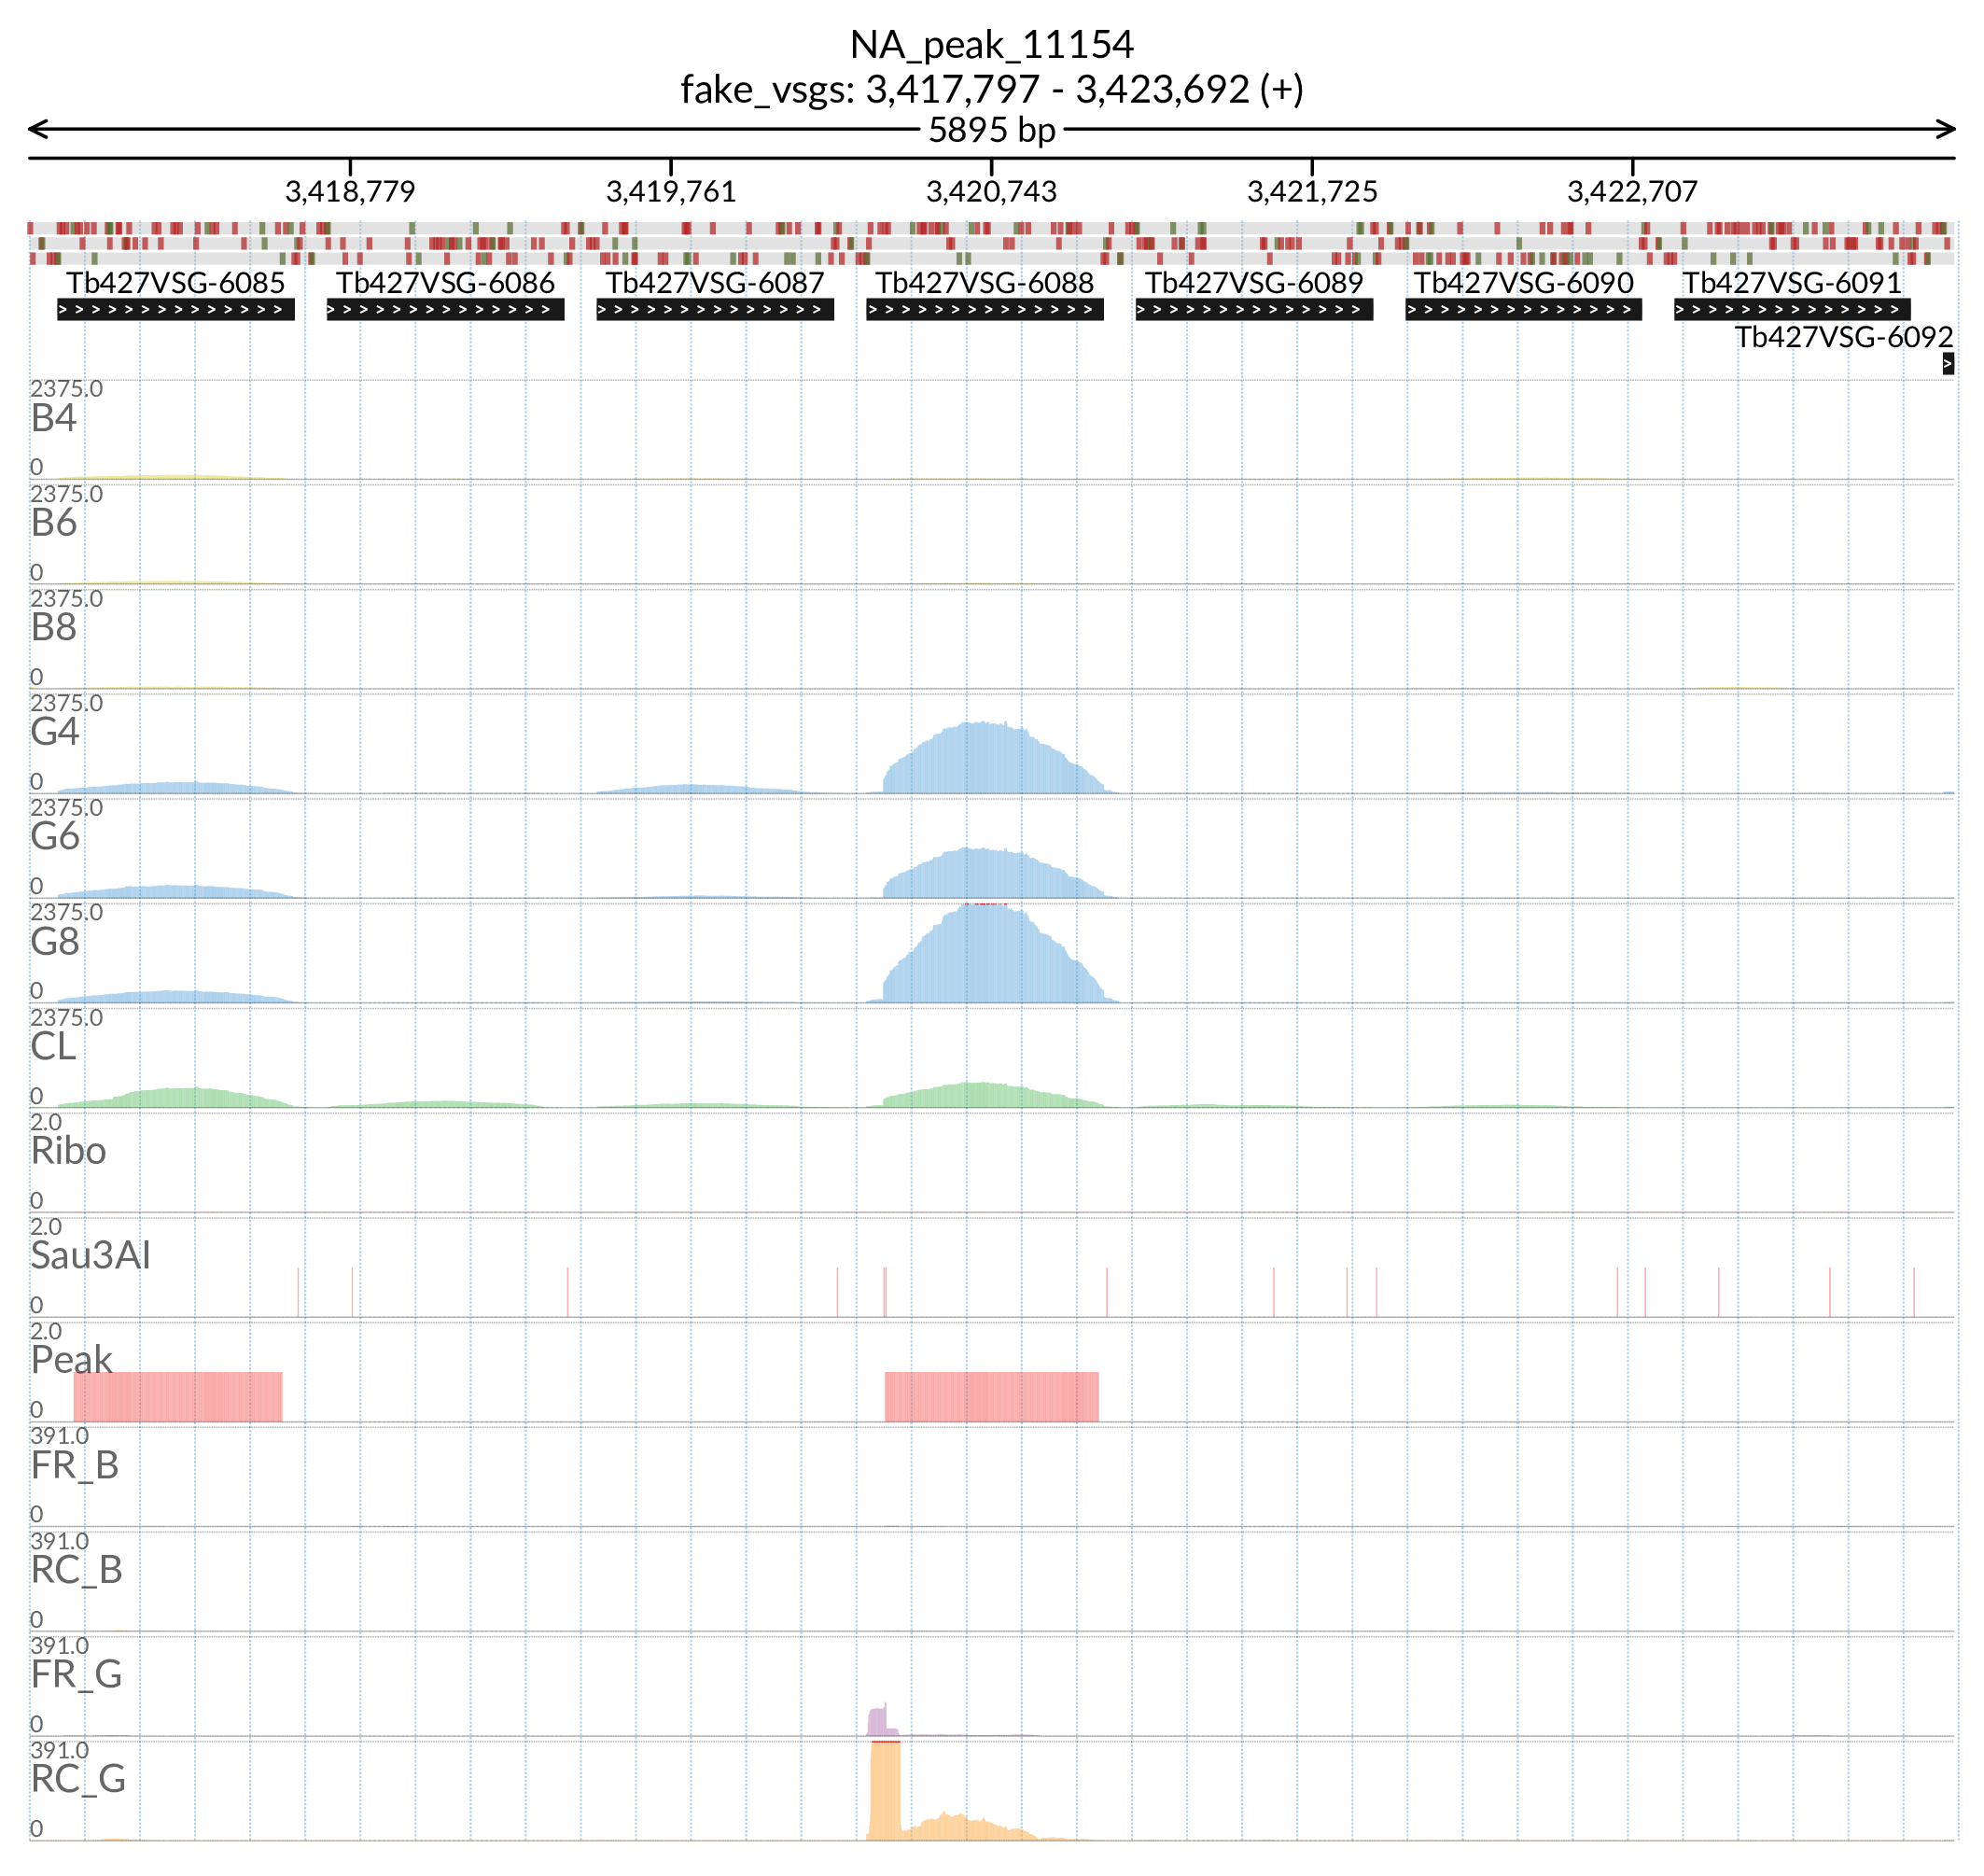 NA_peak_11154
fake_vsgs: 3,417,797 - 3,423,692 (+)
5895 bp
3,418,779 3,419,761 3,420,743 3,421,725 3,422,707
Tb427VSG-6085 Tb427VSG-6086 Tb427VSG-6087 Tb427VSG-6088 Tb427VSG-6089 Tb427VSG-6090 Tb427VSG-6091
Tb427VSG-6092
2375.0
B4
0
2375.0
B6
0
2375.0
B8
0
2375.0
G4
0
2375.0
G6
0
2375.0
G8
0
2375.0
CL
0
2.0
Ribo
0
2.0
Sau3AI
0
2.0
Peak
0
391.0
FR_B
0
391.0
RC_B
0
391.0
FR_G
0
391.0
RC_G
0